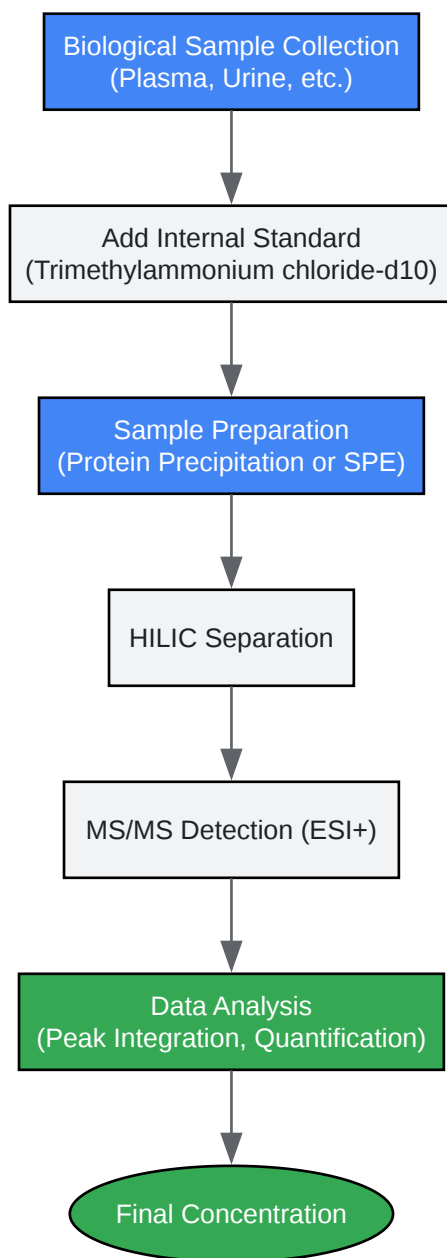 Biological Sample Collection
(Plasma, Urine, etc.)
Add Internal Standard
(Trimethylammonium chloride-d10)
Sample Preparation
(Protein Precipitation or SPE)
HILIC Separation
MS/MS Detection (ESI+)
Data Analysis
(Peak Integration, Quantification)
Final Concentration